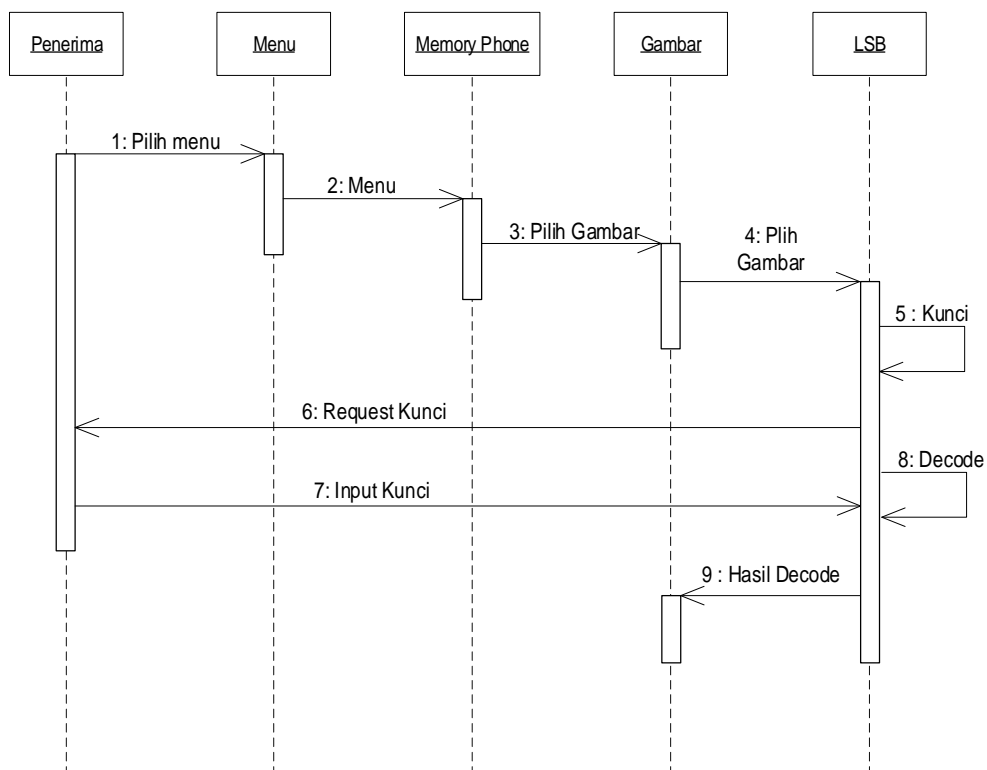 Penerima
Menu
Memory Phone
Gambar
LSB
1: Pilih menu
2: Menu
3: Pilih Gambar
4: Plih
Gambar
5 : Kunci
6: Request Kunci
8: Decode
7: Input Kunci
9 : Hasil Decode